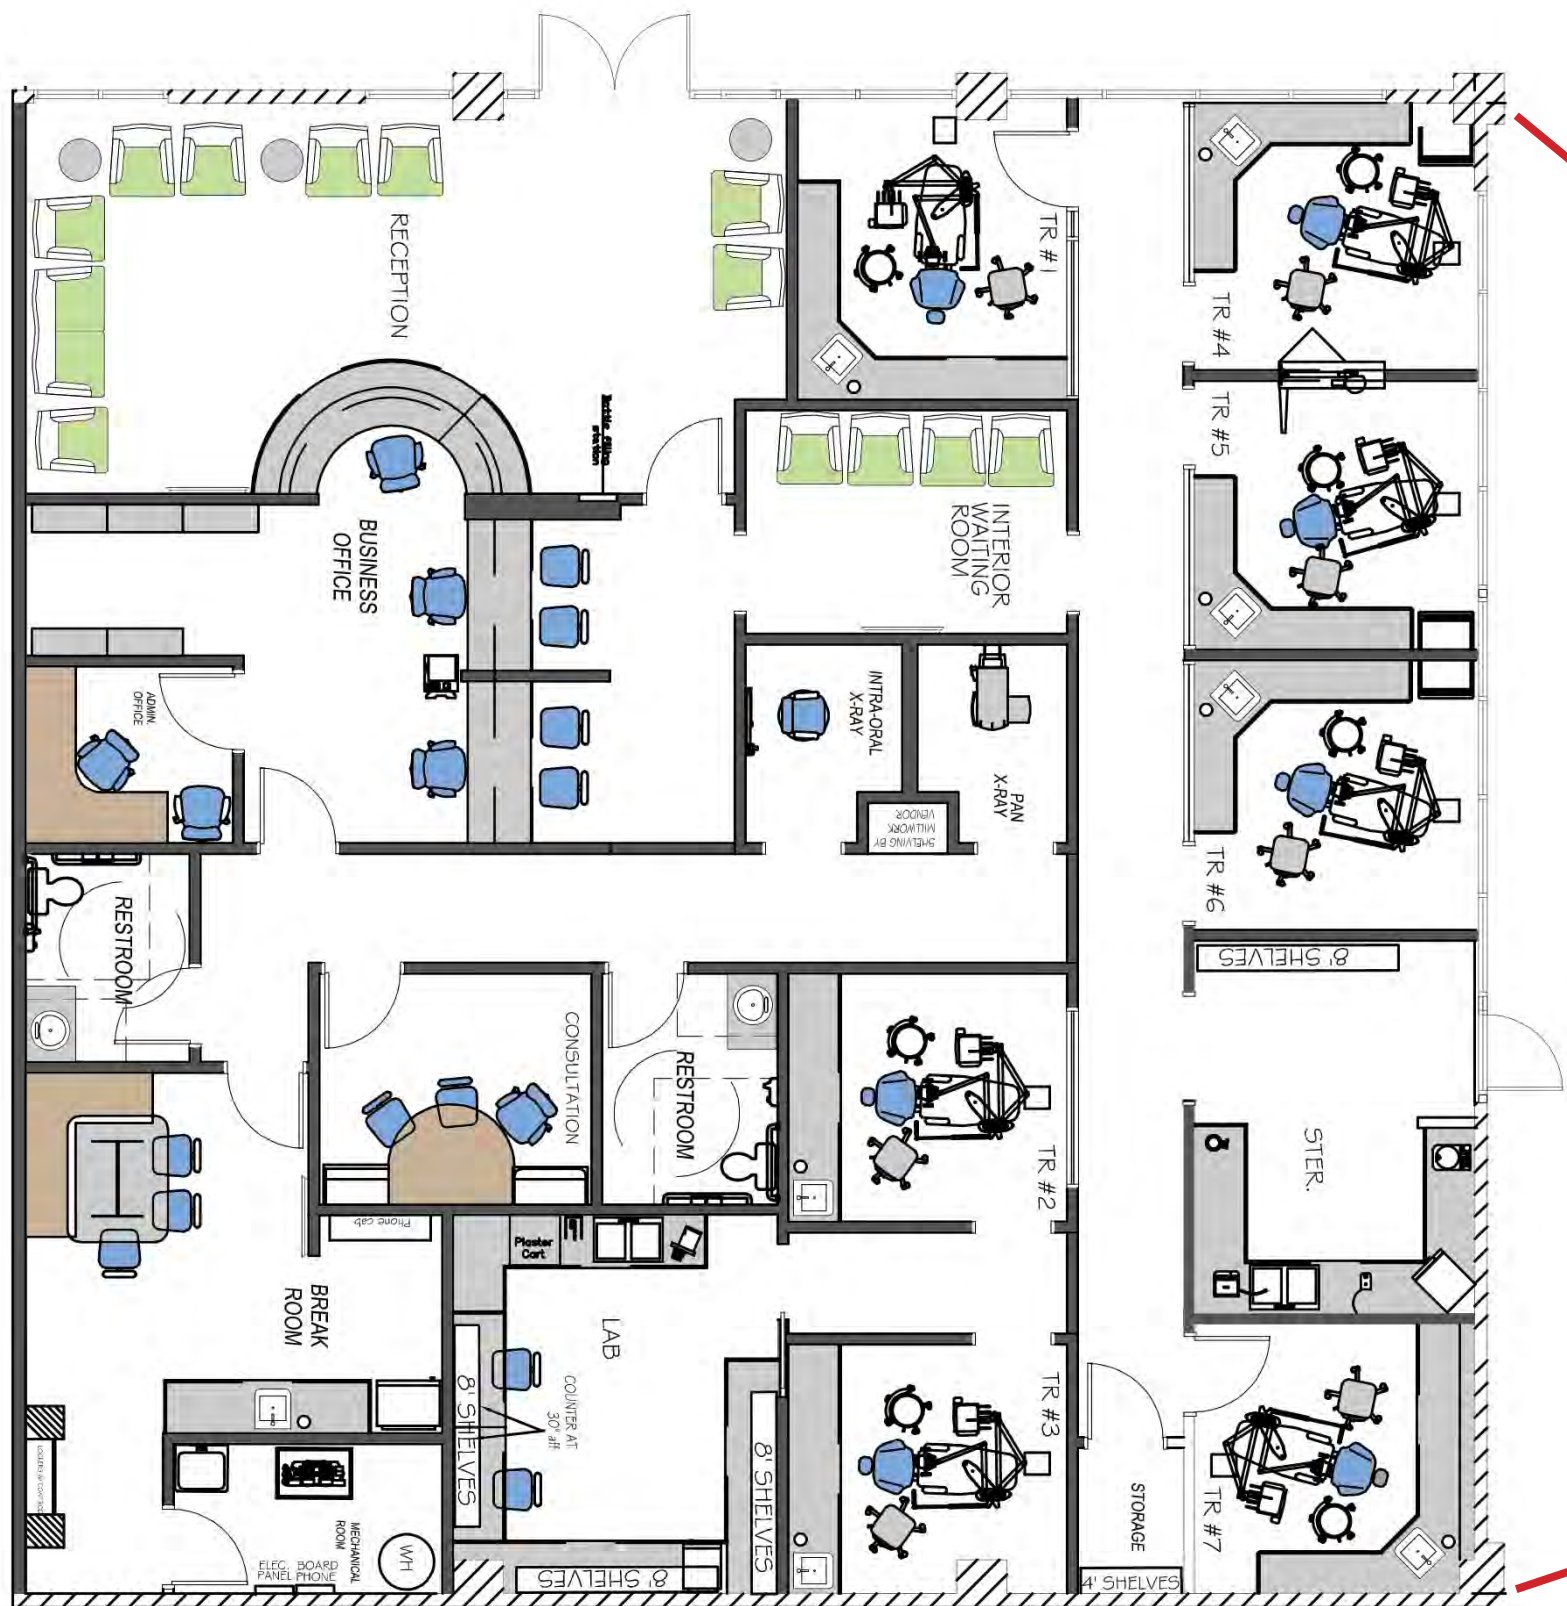 RECEPTION
TR #1
TR #4
Bottle filling
station
TR #5
INTERIOR
WAITING
ROOM
BUSINESS
OFFICE
ADMIN.
OFFICE
INTRA-ORAL
X-RAY
PAN
X-RAY
SHELVING BY
MILLWORK
VENDOR
TR #6
RESTROOM
8' SHELVES
CONSULTATION
RESTROOM
TR #2
STER.
Phone cab
Plaster
Cart
BREAK
ROOM
LAB
COUNTER AT
30" aff
8' SHELVES
8' SHELVES
TR #3
STORAGE
TR #7
MECHANICAL
ROOM
WH
ELEC.
PANEL
BOARD
PHONE
8' SHELVES
4' SHELVES